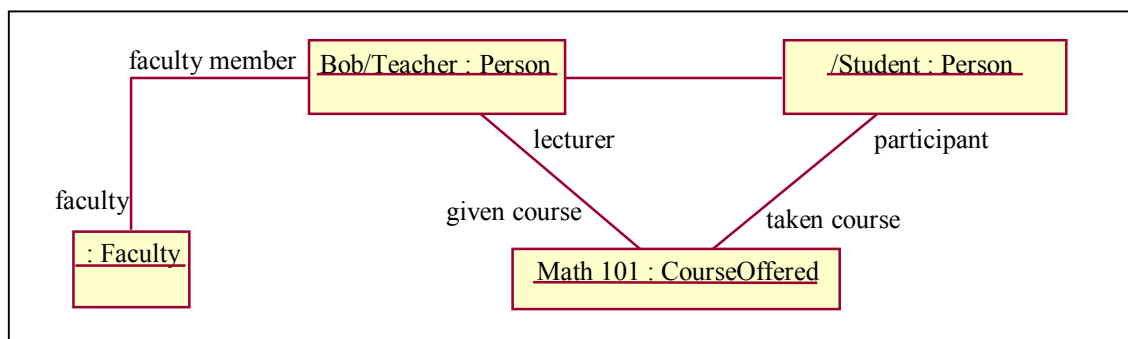 faculty member
Bob/Teacher : Person
/Student : Person
lecturer
participant
faculty
given course
taken course
: Faculty
Math 101 : CourseOffered